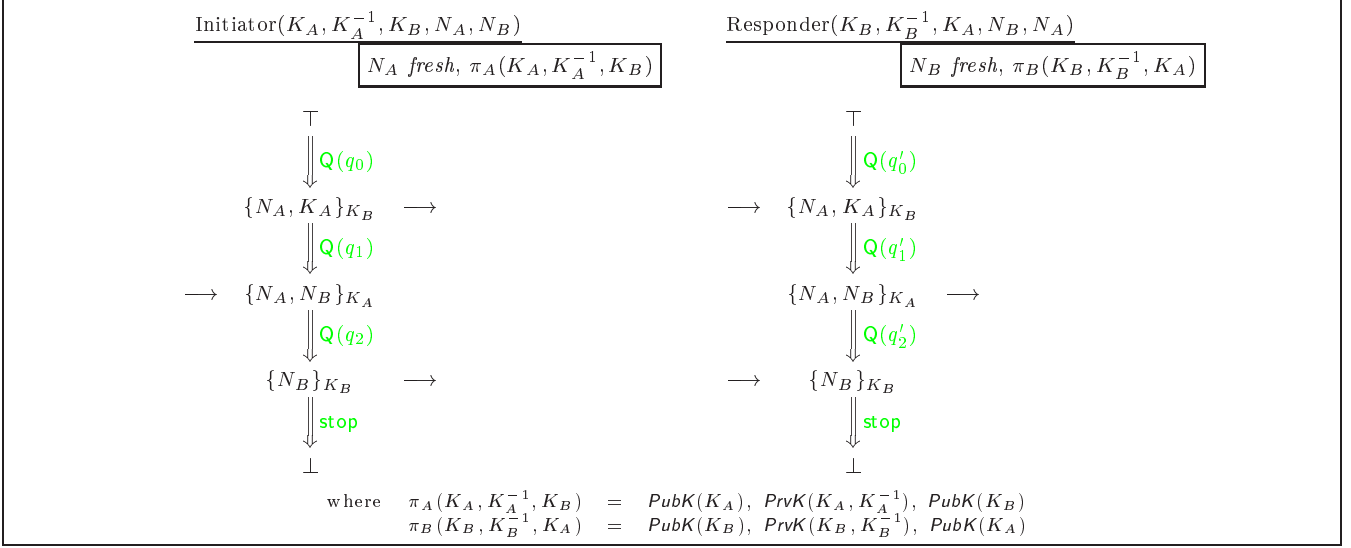 Initiator(K_A, K_A^{-1}, K_B, N_A, N_B)
N_A fresh, π_A(K_A, K_A^{-1}, K_B)
⊤
Q(q_0)
{N_A, K_A}_{K_B} ⟶
Q(q_1)
⟶ {N_A, N_B}_{K_A}
Q(q_2)
{N_B}_{K_B} ⟶
stop
⊥
Responder(K_B, K_B^{-1}, K_A, N_B, N_A)
N_B fresh, π_B(K_B, K_B^{-1}, K_A)
⊤
Q(q'_0)
⟶ {N_A, K_A}_{K_B}
Q(q'_1)
{N_A, N_B}_{K_A} ⟶
Q(q'_2)
⟶ {N_B}_{K_B}
stop
⊥
where π_A(K_A, K_A^{-1}, K_B) = PubK(K_A), PrvK(K_A, K_A^{-1}), PubK(K_B)
π_B(K_B, K_B^{-1}, K_A) = PubK(K_B), PrvK(K_B, K_B^{-1}), PubK(K_A)